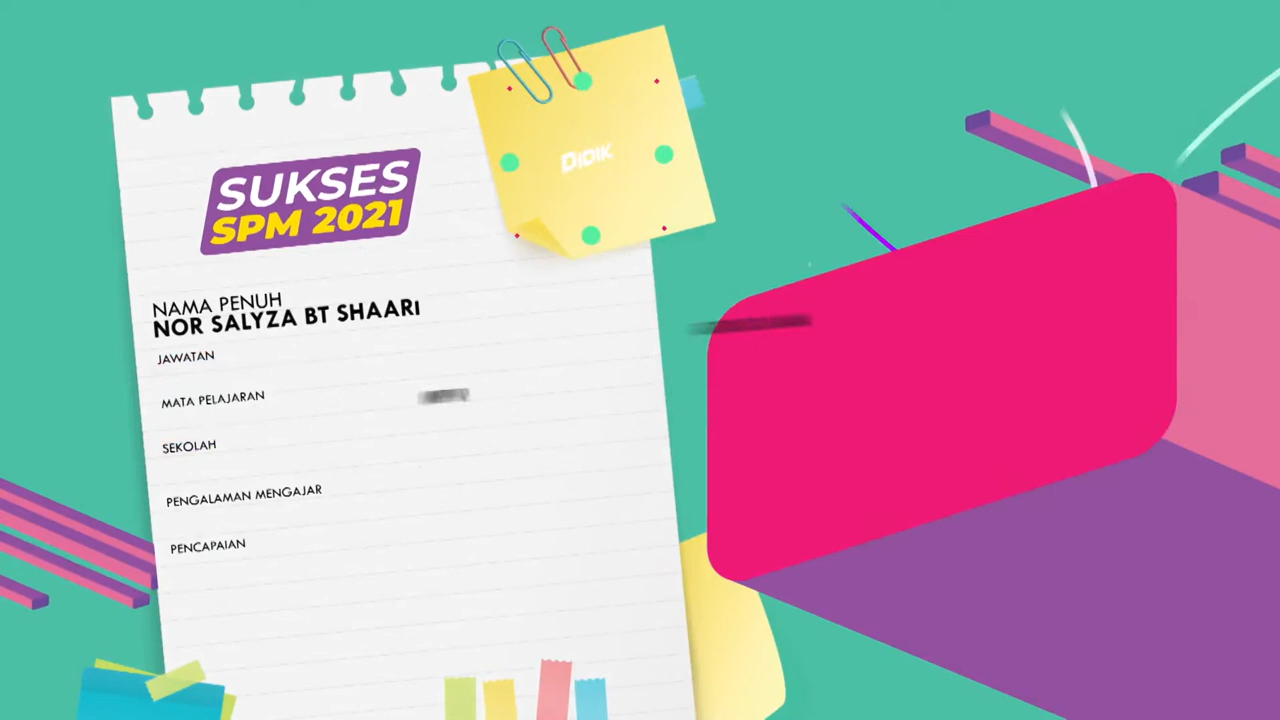 DIDIK
SUKSES
SPM 2021
NAMA PENUH
NOR SALYZA BT SHAARI
JAWATAN
MATA PELAJARAN
SEKOLAH
PENGALAMAN MENGAJAR
PENCAPAIAN